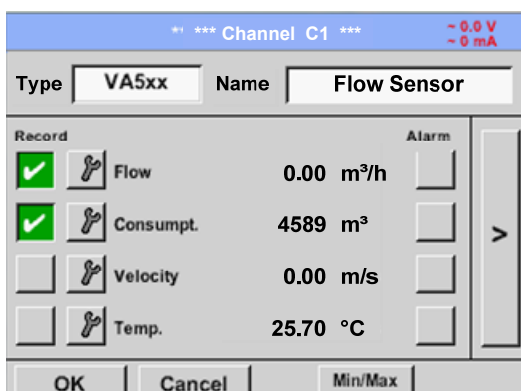 *** Channel C1 ***
~ 0.0 V
~ 0 mA
Type VA5xx Name Flow Sensor
Record Alarm
Flow 0.00 m³/h
Consumpt. 4589 m³
Velocity 0.00 m/s
Temp. 25.70 °C
>
OK Cancel Min/Max